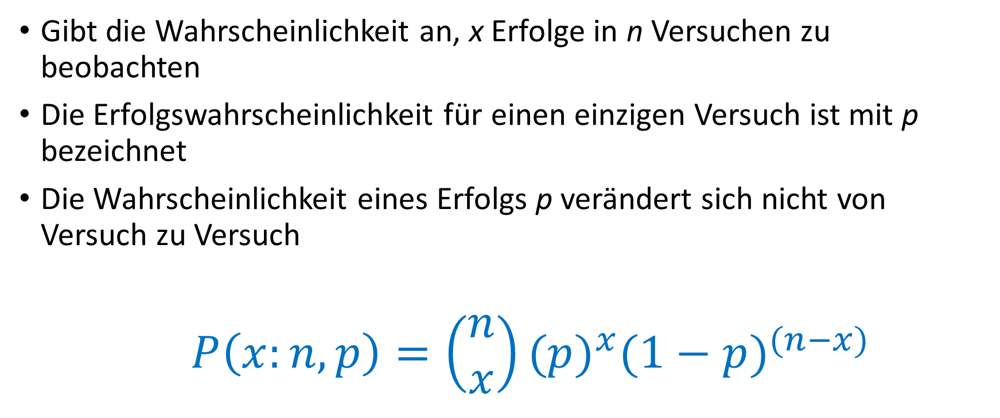 • Gibt die Wahrscheinlichkeit an, x Erfolge in n Versuchen zu
beobachten
• Die Erfolgswahrscheinlichkeit für einen einzigen Versuch ist mit p
bezeichnet
• Die Wahrscheinlichkeit eines Erfolgs p verändert sich nicht von
Versuch zu Versuch
P(x: n, p) = \binom{n}{x} (p)^x (1 − p)^{(n−x)}